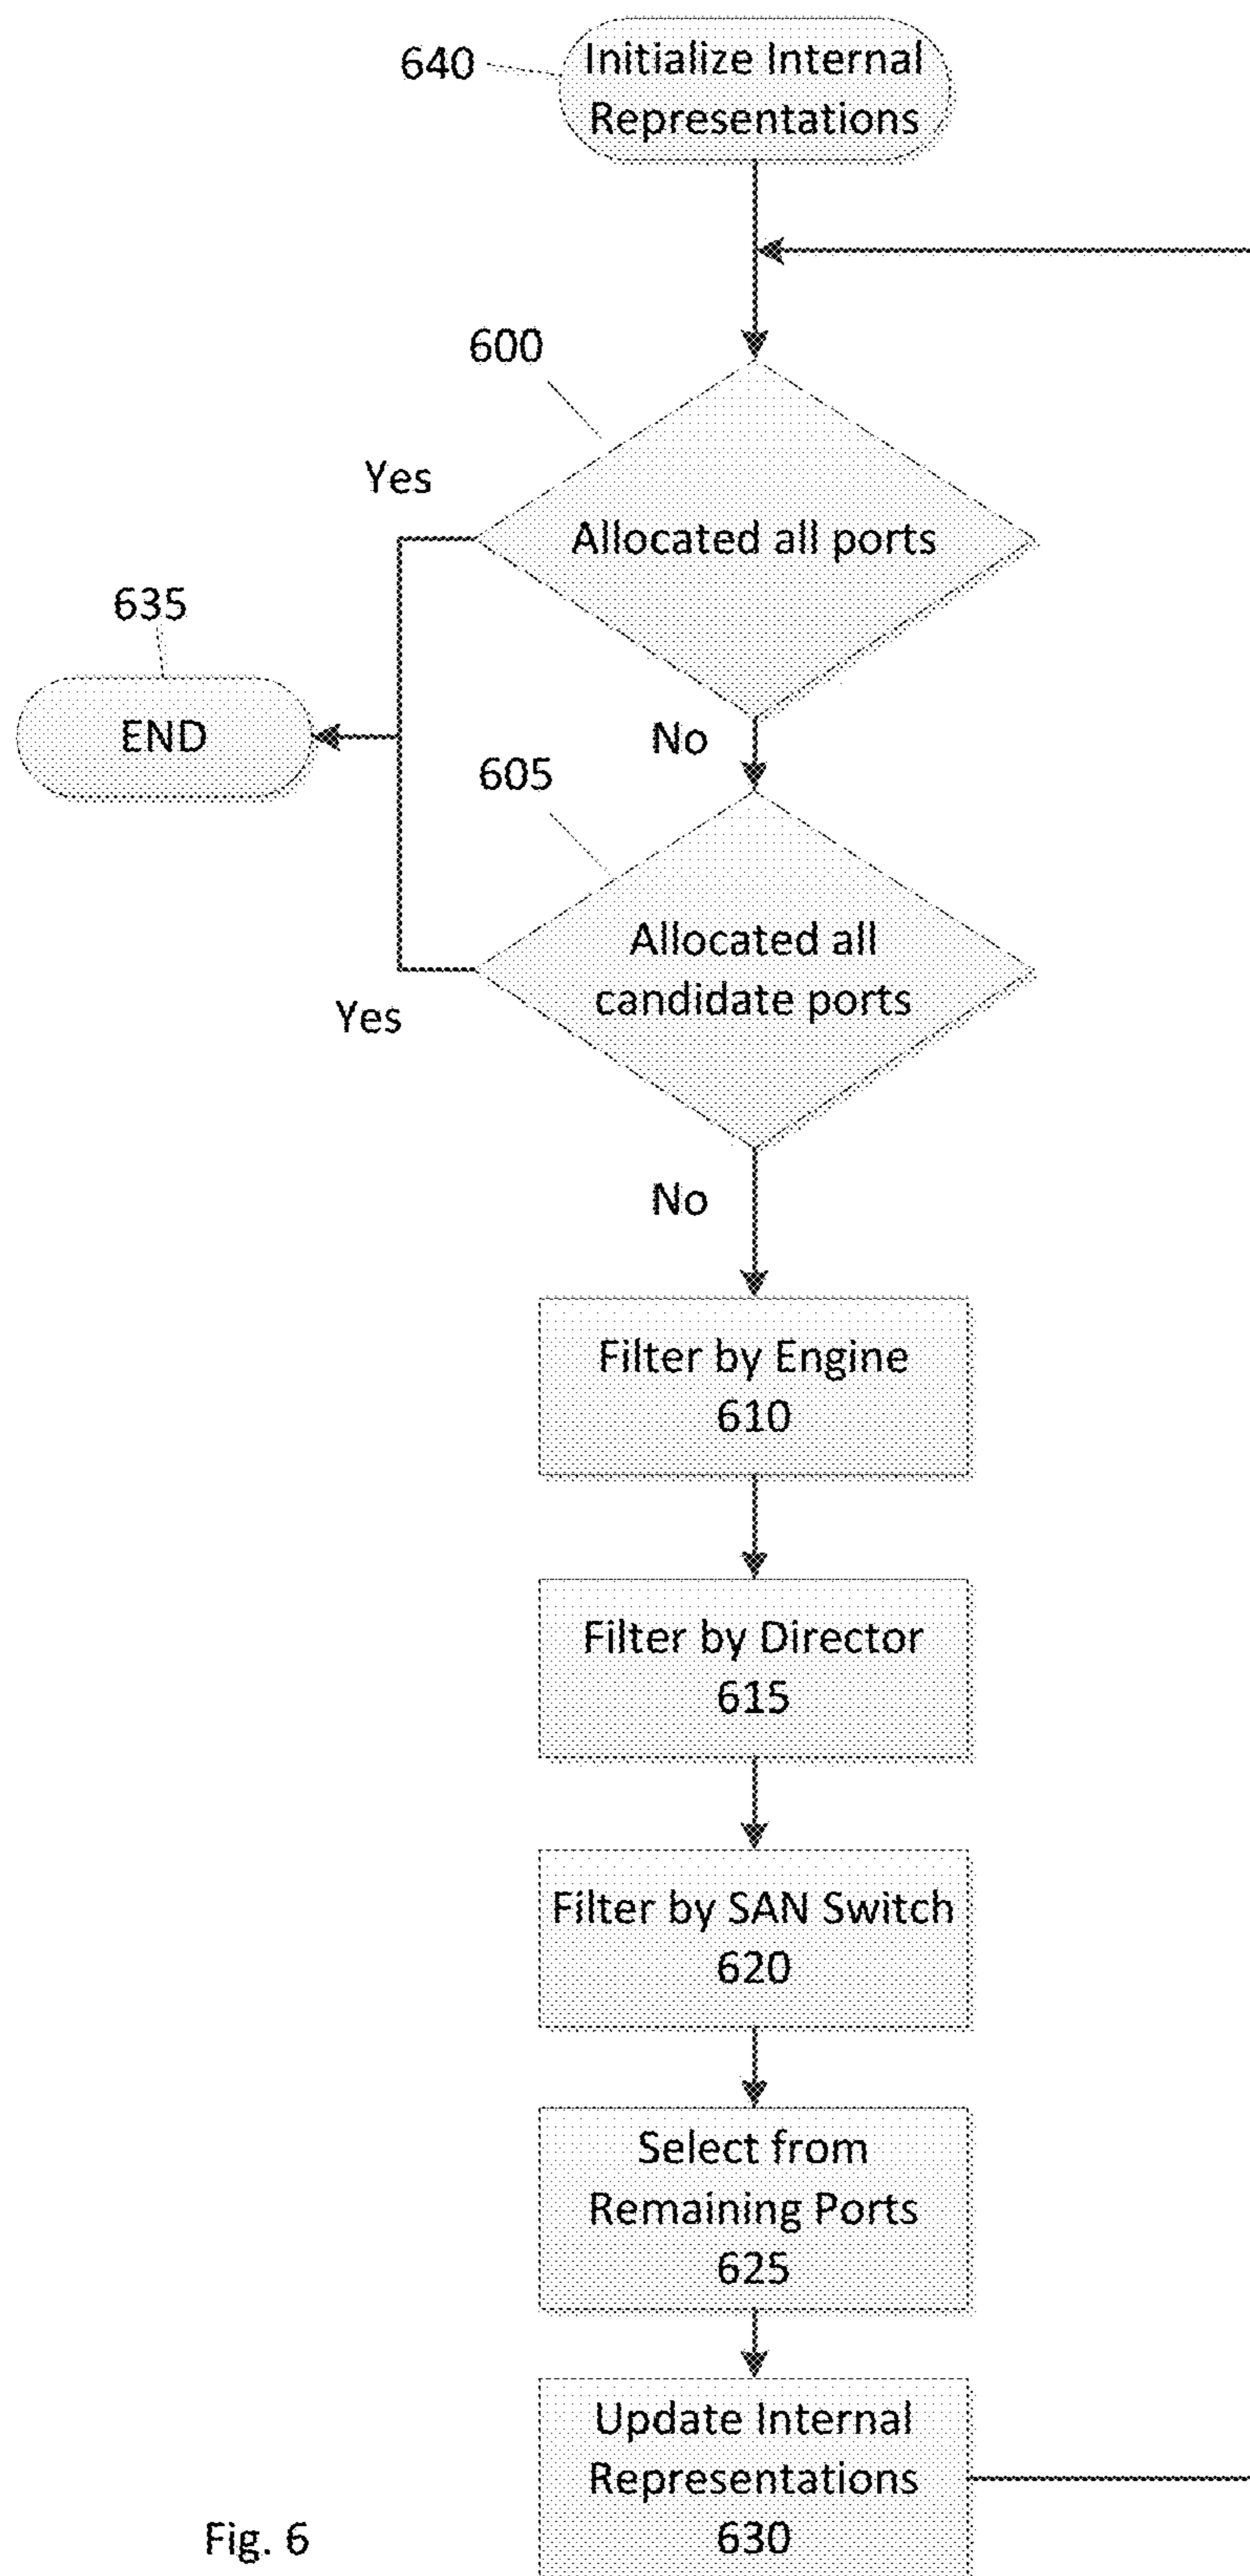 640
Initialize Internal
Representations
600
Yes
Allocated all ports
635
END
No
605
Allocated all
candidate ports
Yes
No
Filter by Engine
610
Filter by Director
615
Filter by SAN Switch
620
Select from
Remaining Ports
625
Update Internal
Representations
630
Fig. 6